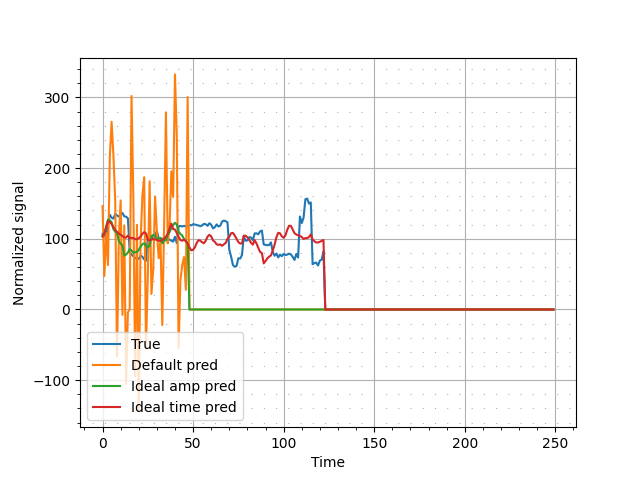 Normalized signal
300
200
100
0
−100
True
Default pred
Ideal amp pred
Ideal time pred
0 50 100 150 200 250
Time